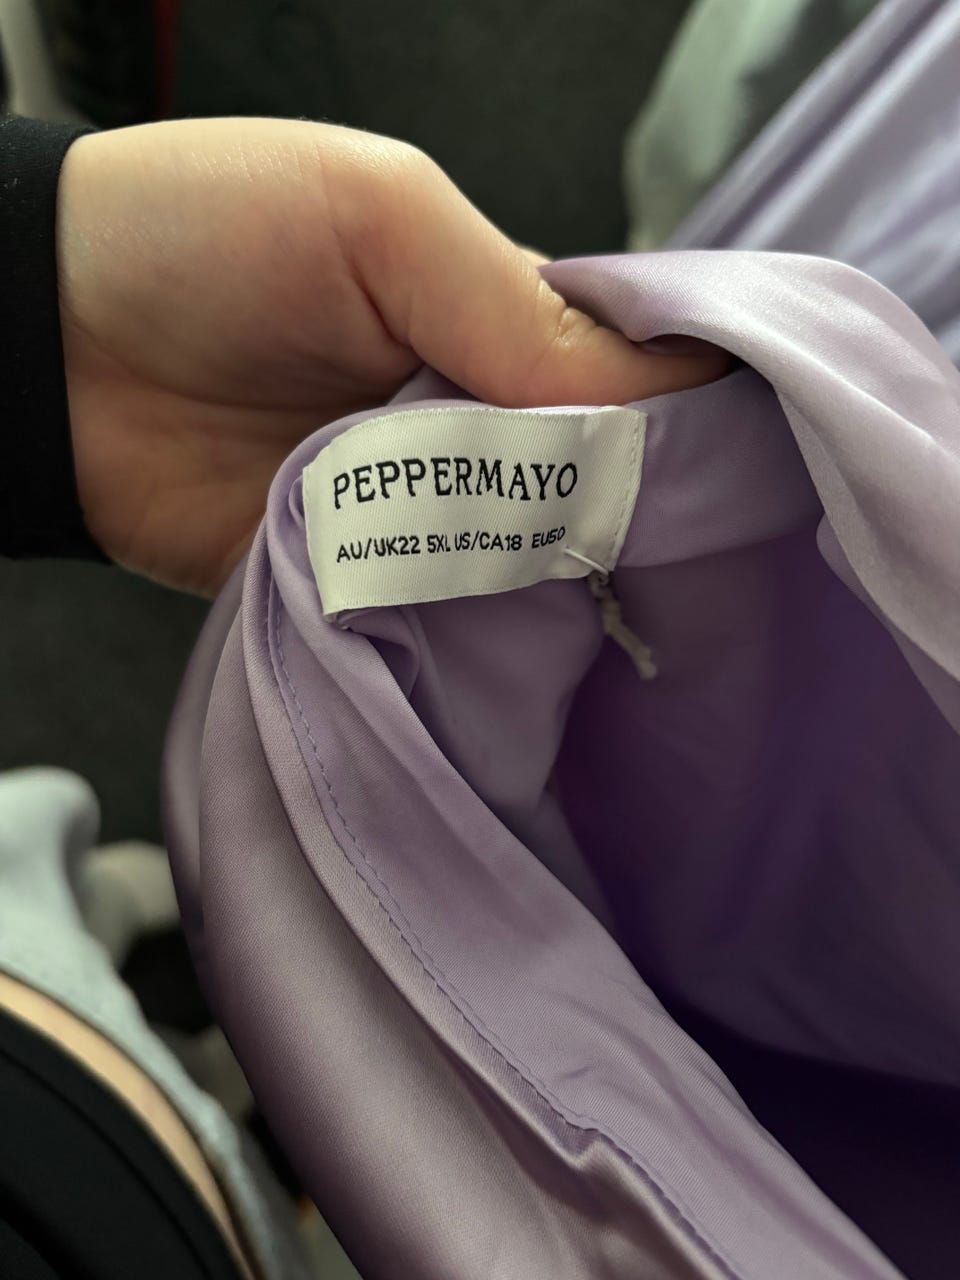 PEPPERMAYO
AU/UK22 5XL US/CA18 EU50